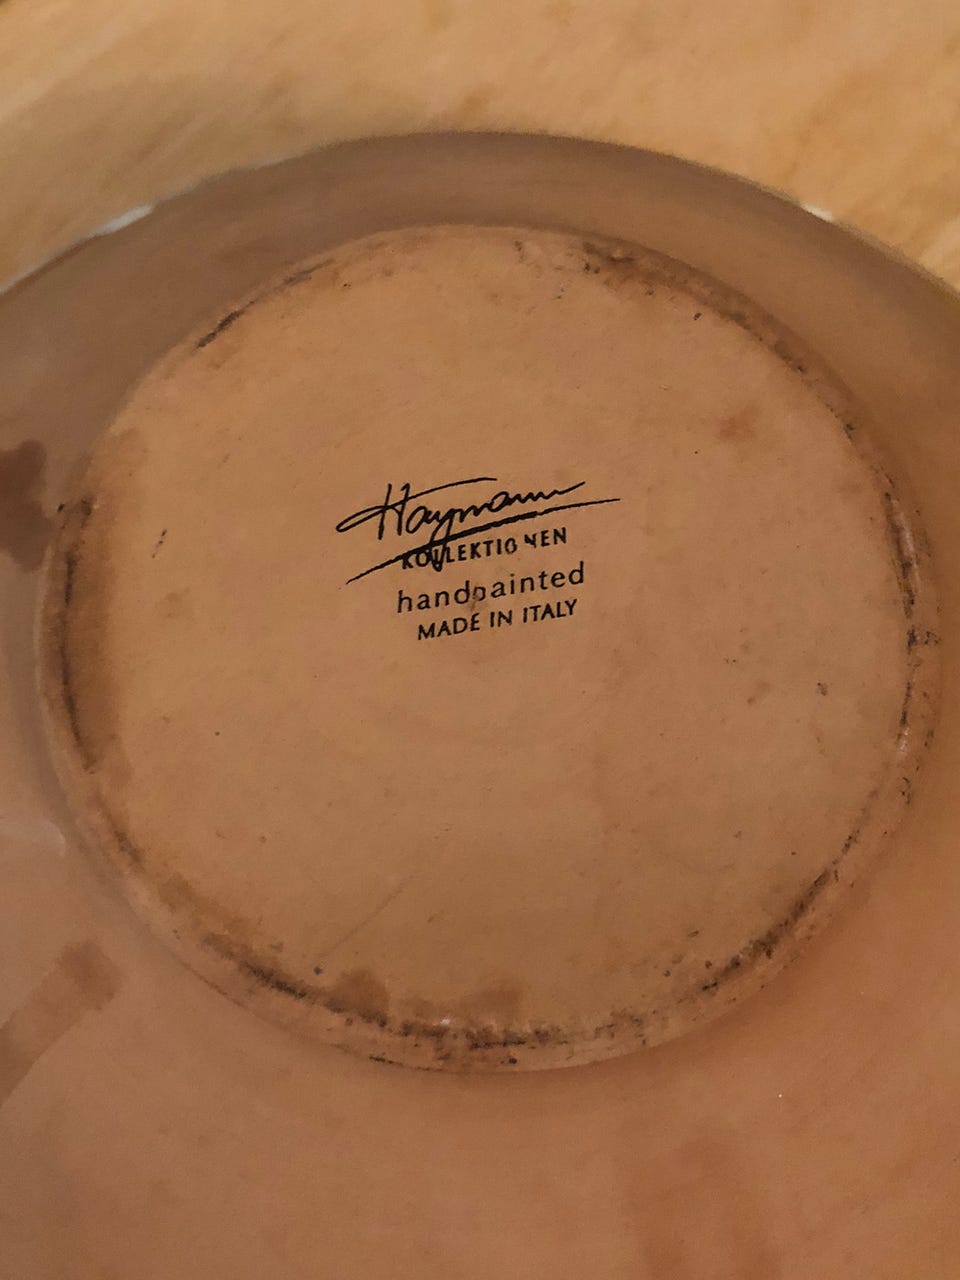 Haymann
KOLLEKTIONEN
handpainted
MADE IN ITALY